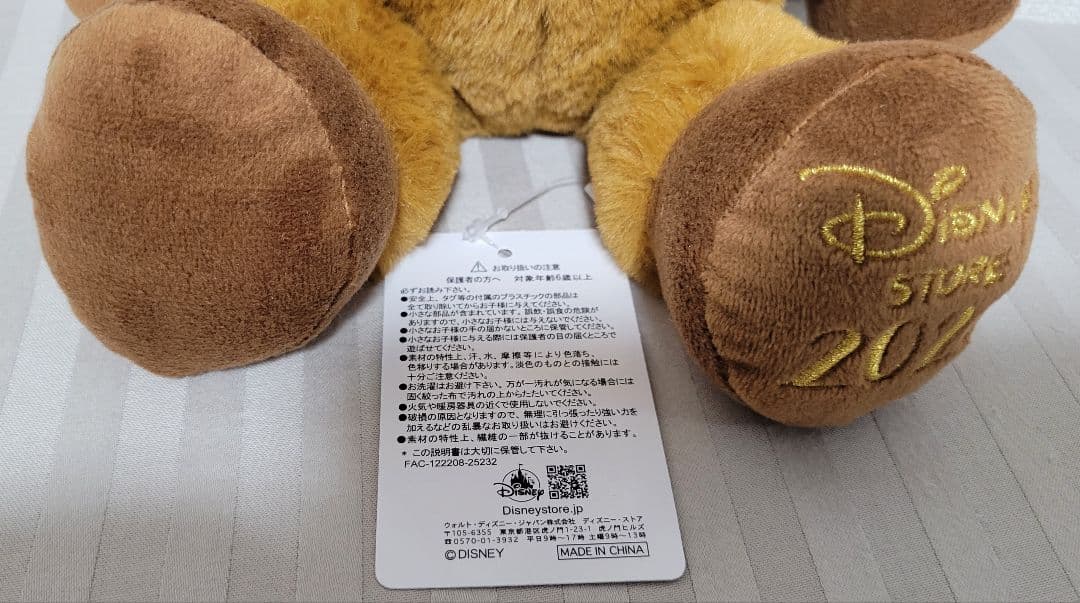 DISN
STORE
202
お取り扱いの注意
保護者の方へ 対象年齢6歳以上
必ずお読み下さい。
●安全上、タグ等の付属のプラスチックの部品は
全て取り除いてからお子様に与えてください。
●小さな部品が含まれています。誤飲・誤食の危険が
ありますので、小さなお子様には与えないでください。
●小さなお子様の手の届かないところに保管してください。
●小さなお子様に与える際には保護者の目の届くところで
遊ばせてください。
●素材の特性上、汗、水、摩擦等により色落ち、
色移りする場合があります。淡色のものとの接触には
十分ご注意ください。
●お洗濯はお避け下さい。万が一汚れが気になる場合には
固く絞った布で汚れの上からたたいてください。
●火気や暖房器具の近くで使用しないでください。
●破損の原因となりますので、無理に引っ張ったり強い力を
加えるなどの乱暴なお取り扱いはお避けください。
●素材の特性上、繊維の一部が抜けることがあります。
* この説明書は大切に保管して下さい。
FAC-122208-25232
Disney
Disneystore.jp
ウォルト・ディズニー・ジャパン株式会社 ディズニー・ストア
〒105-6355 東京都港区虎ノ門1-23-1 虎ノ門ヒルズ
☎0570-01-3932 平日9時〜17時 土曜9時〜13時
©DISNEY
MADE IN CHINA